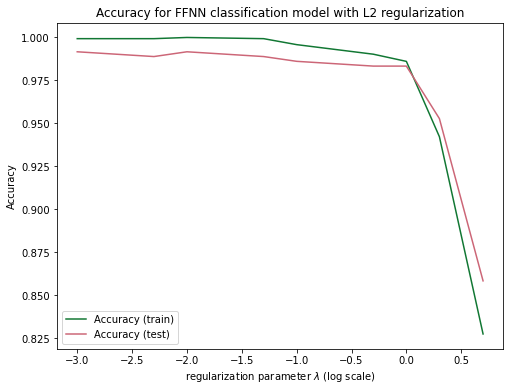 Accuracy for FFNN classification model with L2 regularization
1.000
0.975
0.950
0.925
0.900
0.875
0.850
0.825
Accuracy
Accuracy (train)
Accuracy (test)
−3.0 −2.5 −2.0 −1.5 −1.0 −0.5 0.0 0.5
regularization parameter λ (log scale)